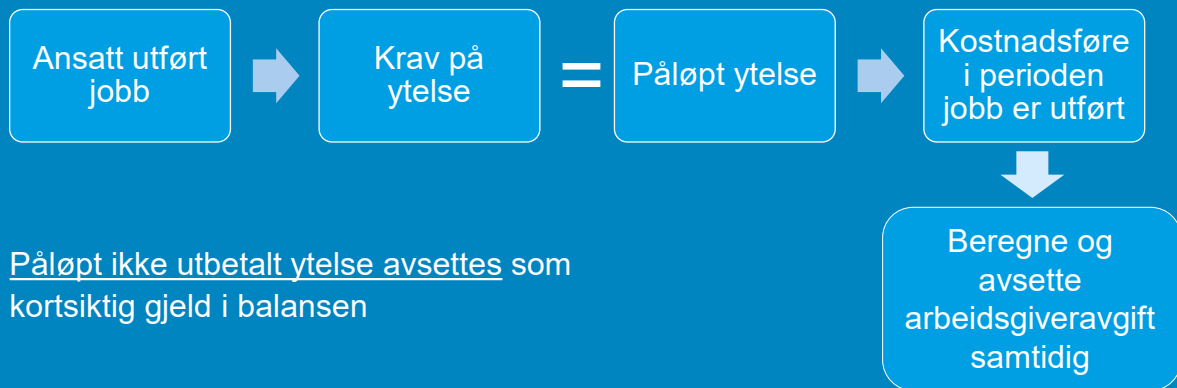 Ansatt utført
jobb
Krav på
ytelse
=
Påløpt ytelse
Kostnadsføre
i perioden
jobb er utført
Beregne og
avsette
arbeidsgiveravgift
samtidig
Påløpt ikke utbetalt ytelse avsettes som
kortsiktig gjeld i balansen